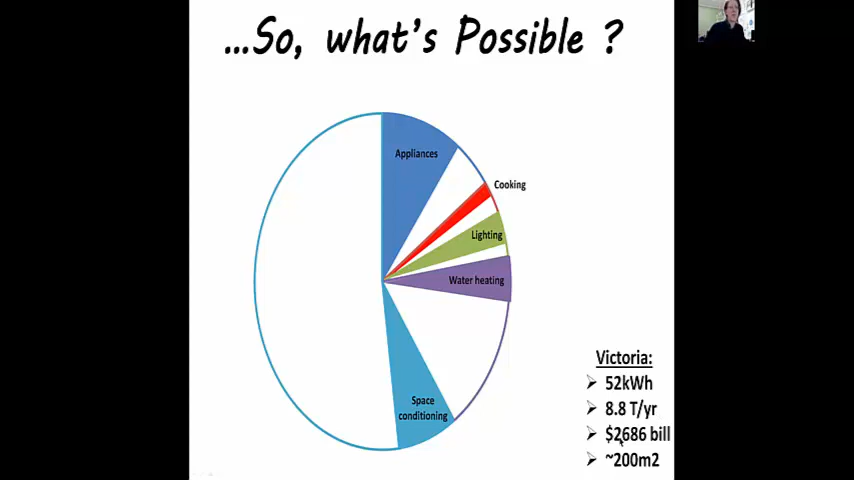 ...So, what's Possible ?
Appliances
Cooking
Lighting
Water heating
Space
conditioning
Victoria:
52kWh
8.8 T/yr
$2686 bill
~200m2